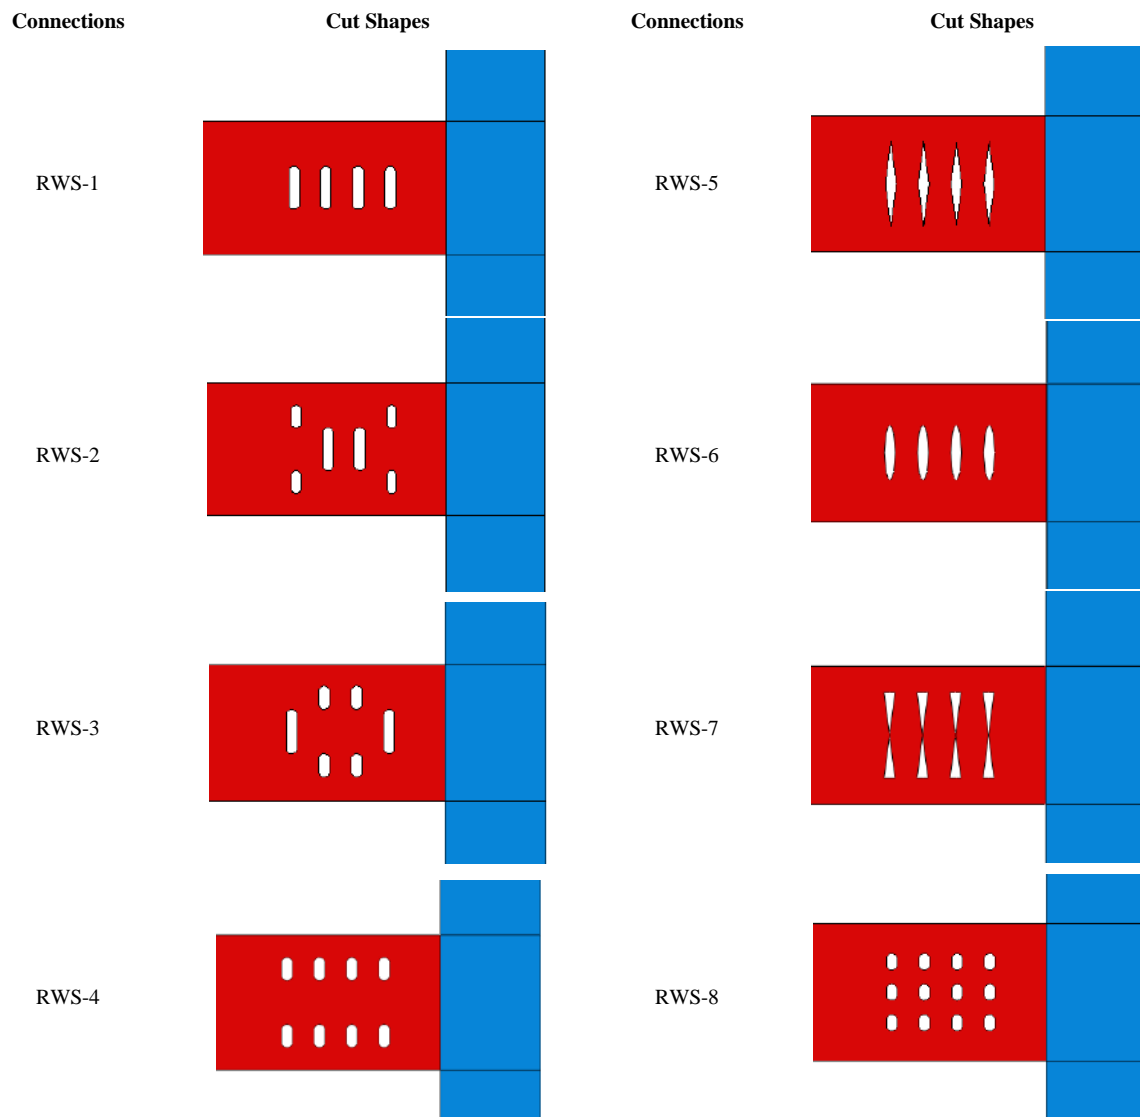 Connections Cut Shapes Connections Cut Shapes
RWS-1 RWS-5
RWS-2 RWS-6
RWS-3 RWS-7
RWS-4 RWS-8